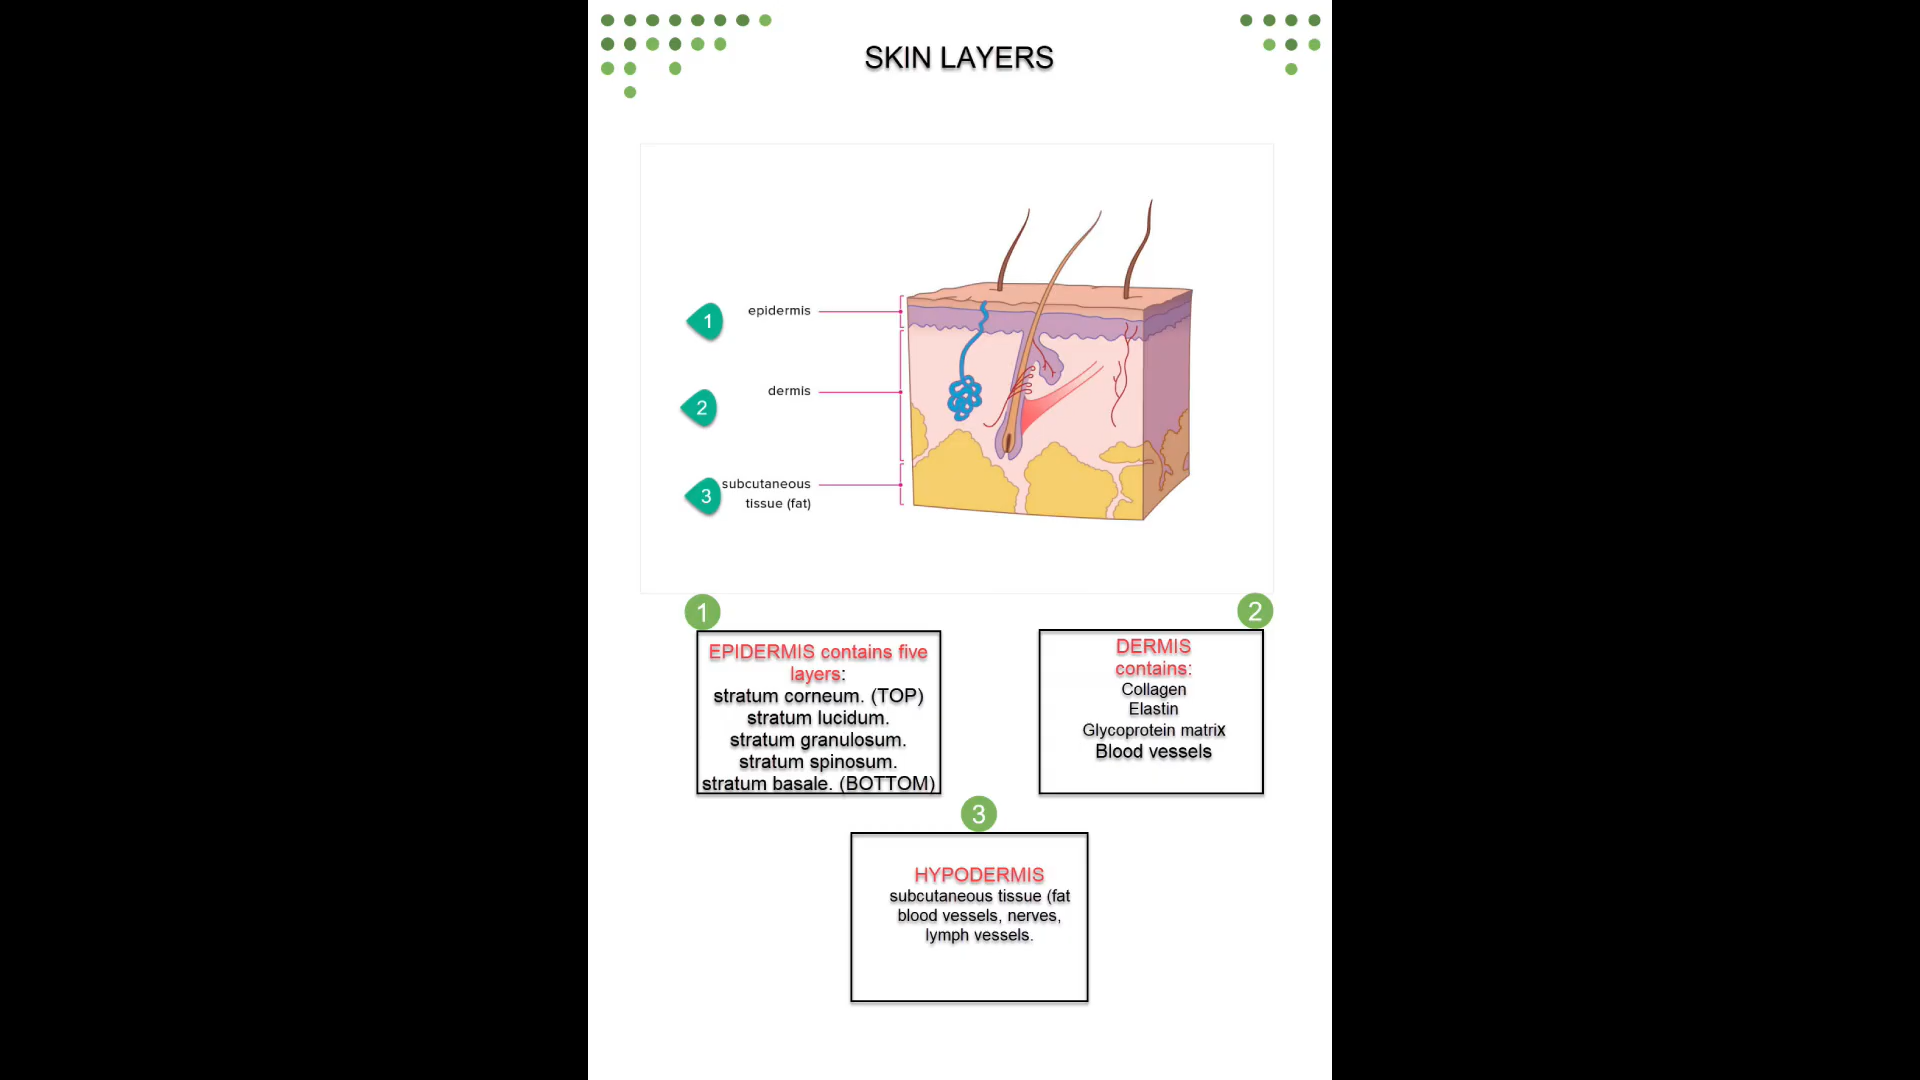 SKIN LAYERS
1
epidermis
2
dermis
3
subcutaneous
tissue (fat)
1
EPIDERMIS contains five
layers:
stratum corneum. (TOP)
stratum lucidum.
stratum granulosum.
stratum spinosum.
stratum basale. (BOTTOM)
2
DERMIS
contains:
Collagen
Elastin
Glycoprotein matrix
Blood vessels
3
HYPODERMIS
subcutaneous tissue (fat
blood vessels, nerves,
lymph vessels.